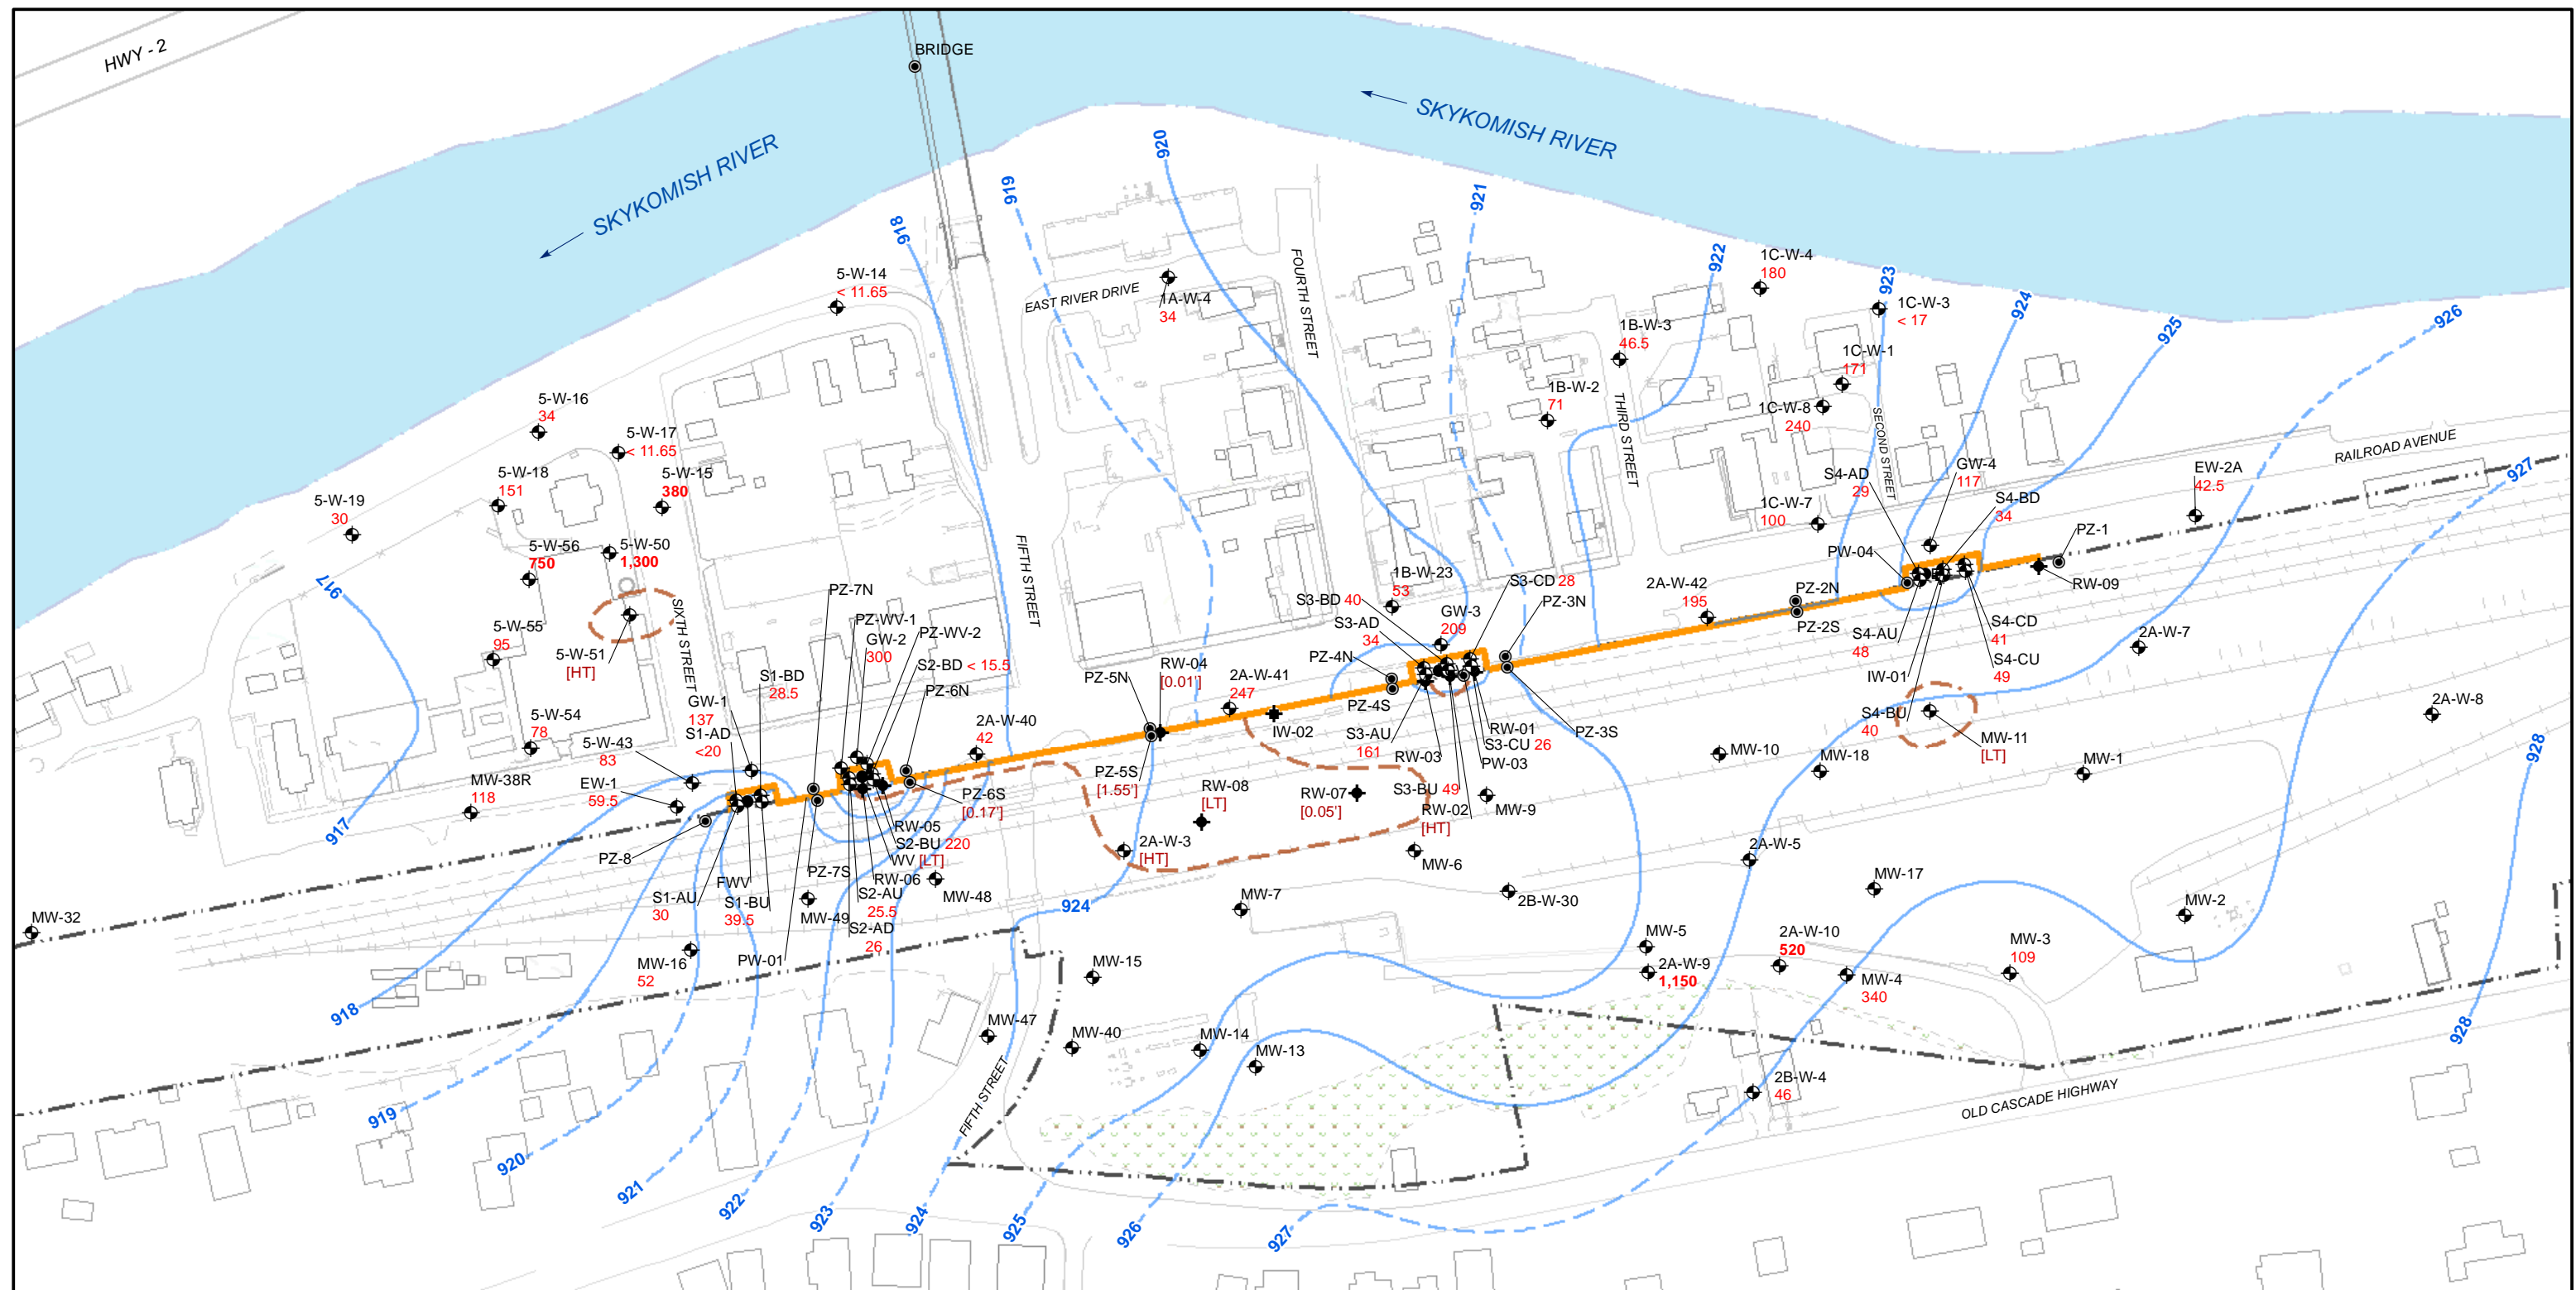 HWY - 2
BRIDGE
SKYKOMISH RIVER
SKYKOMISH RIVER
920
919
921
918
922
923
924
925
926
927
928
5-W-14
< 11.65
EAST RIVER DRIVE
1A-W-4
34
FOURTH STREET
1C-W-4
180
1C-W-3
< 17
1B-W-3
46.5
1C-W-1
171
1B-W-2
71
1C-W-8
240
THIRD STREET
SECOND STREET
RAILROAD AVENUE
5-W-16
34
5-W-17
< 11.65
5-W-18
151
5-W-15
380
5-W-19
30
5-W-56
750
5-W-50
1,300
917
5-W-55
95
5-W-51
[HT]
SIXTH STREET
5-W-54
78
FIFTH STREET
S4-AD
29
GW-4
117
S4-BD
34
EW-2A
42.5
1C-W-7
100
PW-04
PZ-1
RW-09
2A-W-42
195
PZ-2N
PZ-2S
S4-AU
48
IW-01
S4-BU
40
S4-CD
41
S4-CU
49
2A-W-7
2A-W-8
MW-11
[LT]
MW-1
MW-18
MW-10
1B-W-23
53
S3-CD 28
S3-BD 40
GW-3
209
PZ-3N
S3-AD
34
PZ-4N
PZ-4S
PZ-3S
S3-AU
161
RW-03
RW-01
S3-CU 26
PW-03
S3-BU 49
RW-02
[HT]
MW-9
PZ-7N
PZ-WV-1
GW-2
300
PZ-WV-2
S2-BD < 15.5
PZ-6N
S1-BD
28.5
GW-1
137
S1-AD
<20
5-W-43
83
EW-1
59.5
MW-38R
118
2A-W-40
42
PZ-5N
RW-04
[0.01']
2A-W-41
247
IW-02
PZ-5S
[1.55']
PZ-6S
[0.17']
RW-08
[LT]
RW-07
[0.05']
2A-W-3
[HT]
917
PZ-8
RW-05
S2-BU 220
WV [LT]
RW-06
PZ-7S
S2-AU
25.5
S2-AD
26
MW-48
MW-49
PW-01
FWV
S1-AU
30
S1-BU
39.5
MW-32
MW-16
52
MW-6
MW-7
924
2B-W-30
2A-W-5
MW-17
MW-2
MW-5
2A-W-9
1,150
2A-W-10
520
MW-4
340
MW-3
109
MW-15
MW-47
MW-40
MW-14
MW-13
2B-W-4
46
FIFTH STREET
OLD CASCADE HIGHWAY
918
919
920
921
922
923
924
925
926
927
928